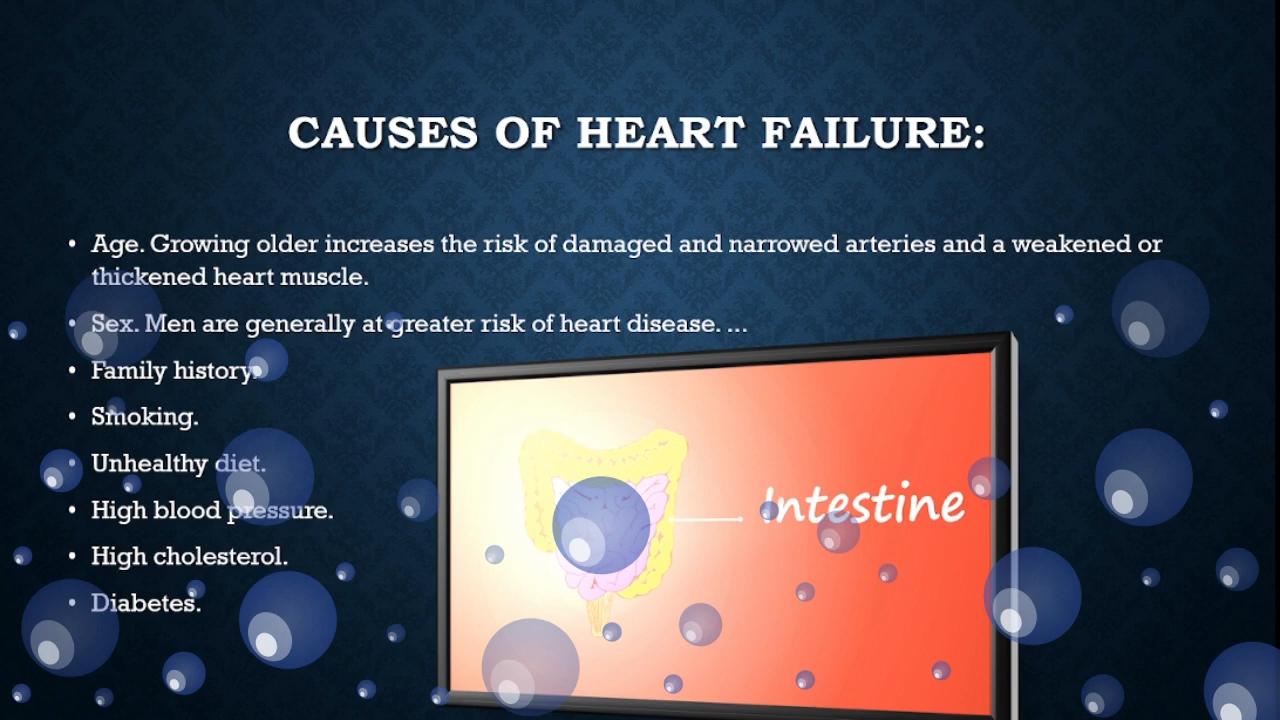 CAUSES OF HEART FAILURE:
• Age. Growing older increases the risk of damaged and narrowed arteries and a weakened or
thickened heart muscle.
• Sex. Men are generally at greater risk of heart disease. ...
• Family history.
• Smoking.
• Unhealthy diet.
• High blood pressure.
• High cholesterol.
• Diabetes.
Intestine